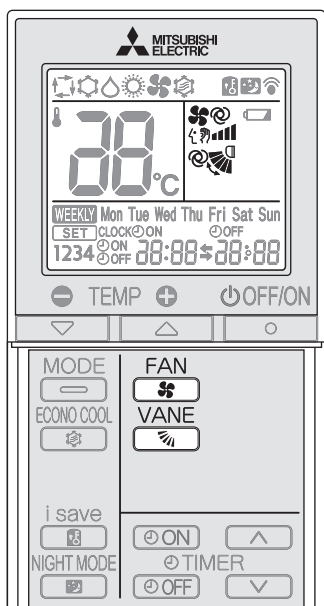 MITSUBISHI
ELECTRIC
88°C
WEEKLY Mon Tue Wed Thu Fri Sat Sun
SET CLOCK ON OFF
1234 ON OFF 88:88 88:88
TEMP OFF/ON
MODE FAN
ECONO COOL VANE
i save
ON
NIGHT MODE TIMER
OFF